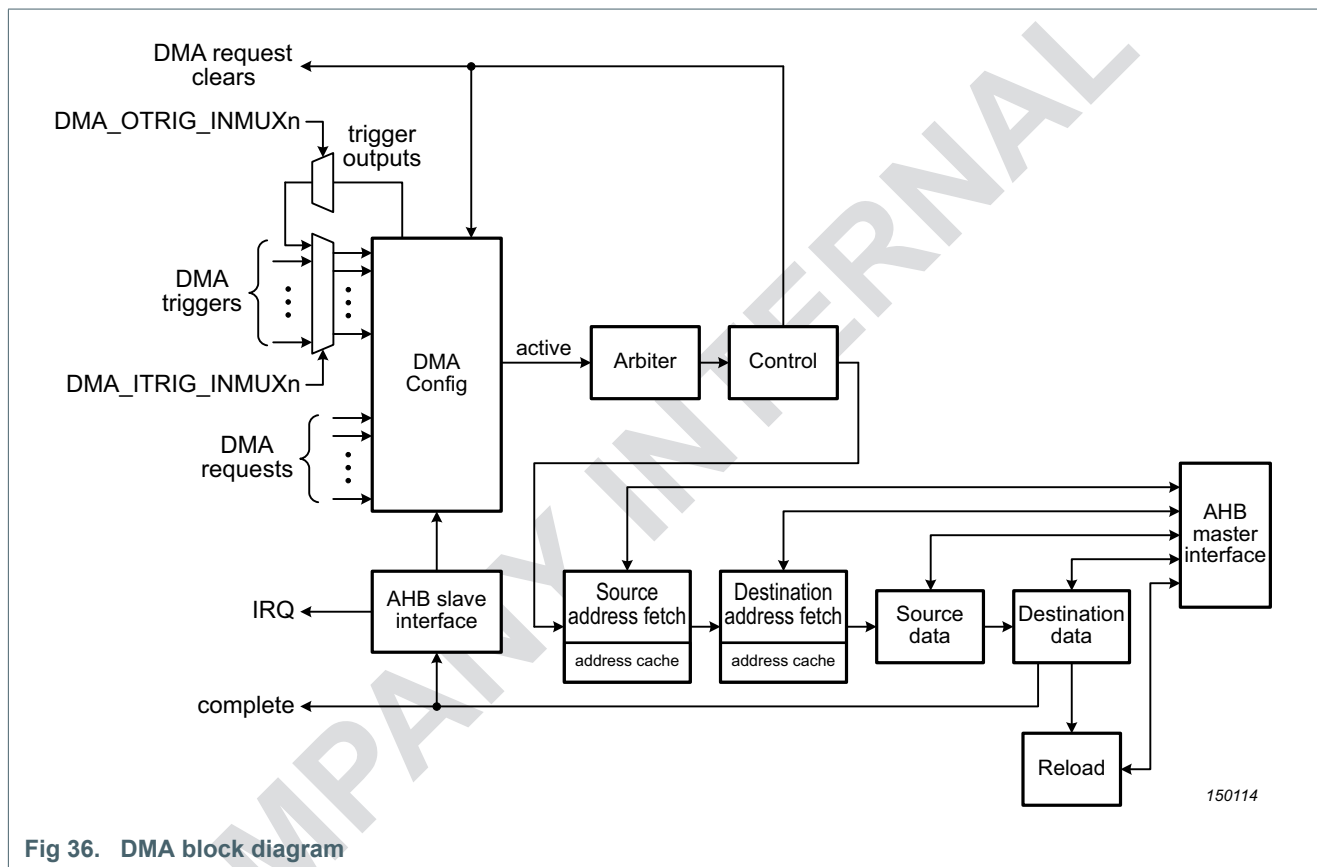 DMA request
clears
DMA_OTRIG_INMUXn
trigger
outputs
DMA
triggers
DMA_ITRIG_INMUXn
DMA
requests
DMA
Config
active
Arbiter
Control
AHB
master
interface
IRQ
AHB slave
interface
Source
address fetch
address cache
Destination
address fetch
address cache
Source
data
Destination
data
complete
Reload
150114
Fig 36. DMA block diagram
MPANY INTERNAL